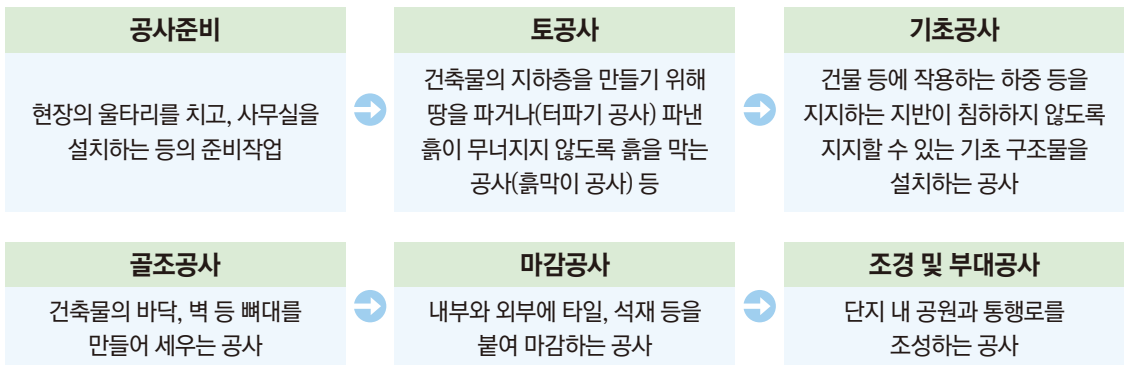 공사준비
현장의 울타리를 치고, 사무실을
설치하는 등의 준비작업
토공사
건축물의 지하층을 만들기 위해
땅을 파거나(터파기 공사) 파낸
흙이 무너지지 않도록 흙을 막는
공사(흙막이 공사) 등
기초공사
건물 등에 작용하는 하중 등을
지지하는 지반이 침하하지 않도록
지지할 수 있는 기초 구조물을
설치하는 공사
골조공사
건축물의 바닥, 벽 등 뼈대를
만들어 세우는 공사
마감공사
내부와 외부에 타일, 석재 등을
붙여 마감하는 공사
조경 및 부대공사
단지 내 공원과 통행로를
조성하는 공사